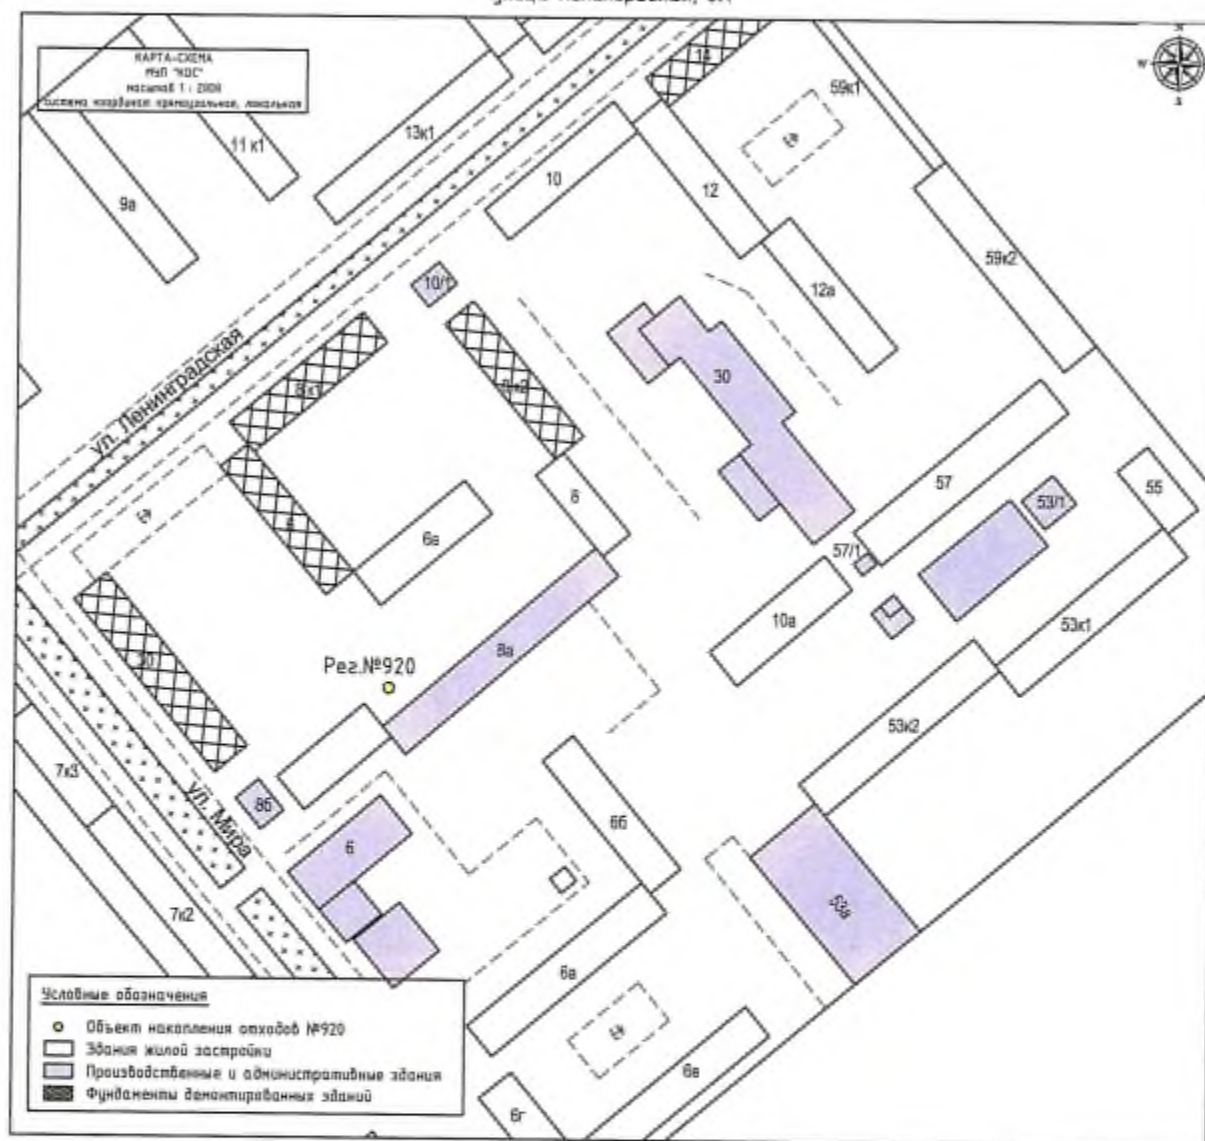 КАРТА-СХЕМА
МУП "КОС"
масштаб 1 : 2000
система координат прямоугольная, локальная
N
W
S
14
59к1
11 к1
13к1
10
12
9а
59к2
10/1
12а
ул. Ленинградская
30
8 к1
57
6
55
53/1
6в
57/1
10а
53к1
8а
Рег.№920
53к2
7к3
8б
ул. Мира
6б
6
53а
7к2
6а
6в
6г
Условные обозначения
Объект накопления отходов №920
Здания жилой застройки
Производственные и административные здания
Фундаменты демонтированных зданий